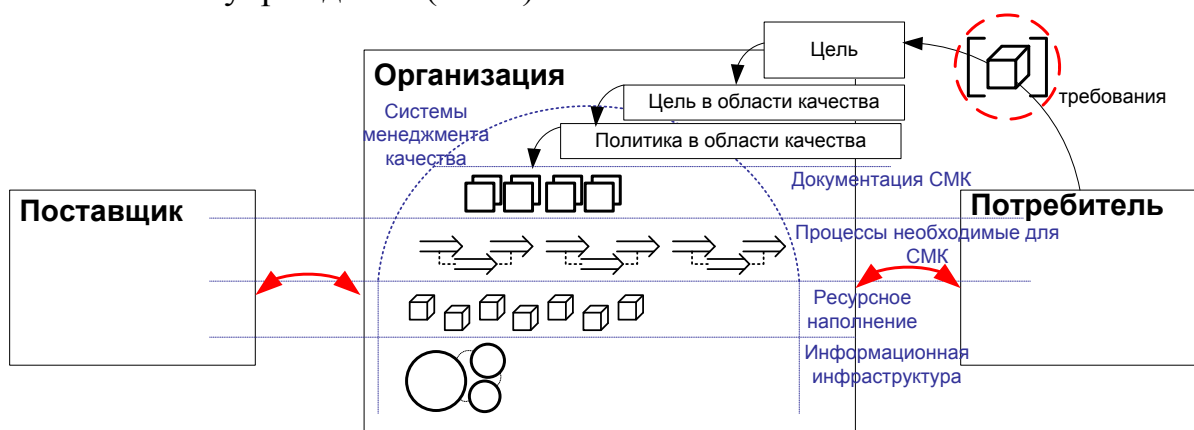 Цель
Организация
требования
Системы
менеджмента
качества
Цель в области качества
Политика в области качества
Документация СМК
Поставщик
Потребитель
Процессы необходимые для
СМК
Ресурсное
наполнение
Информационная
инфраструктура